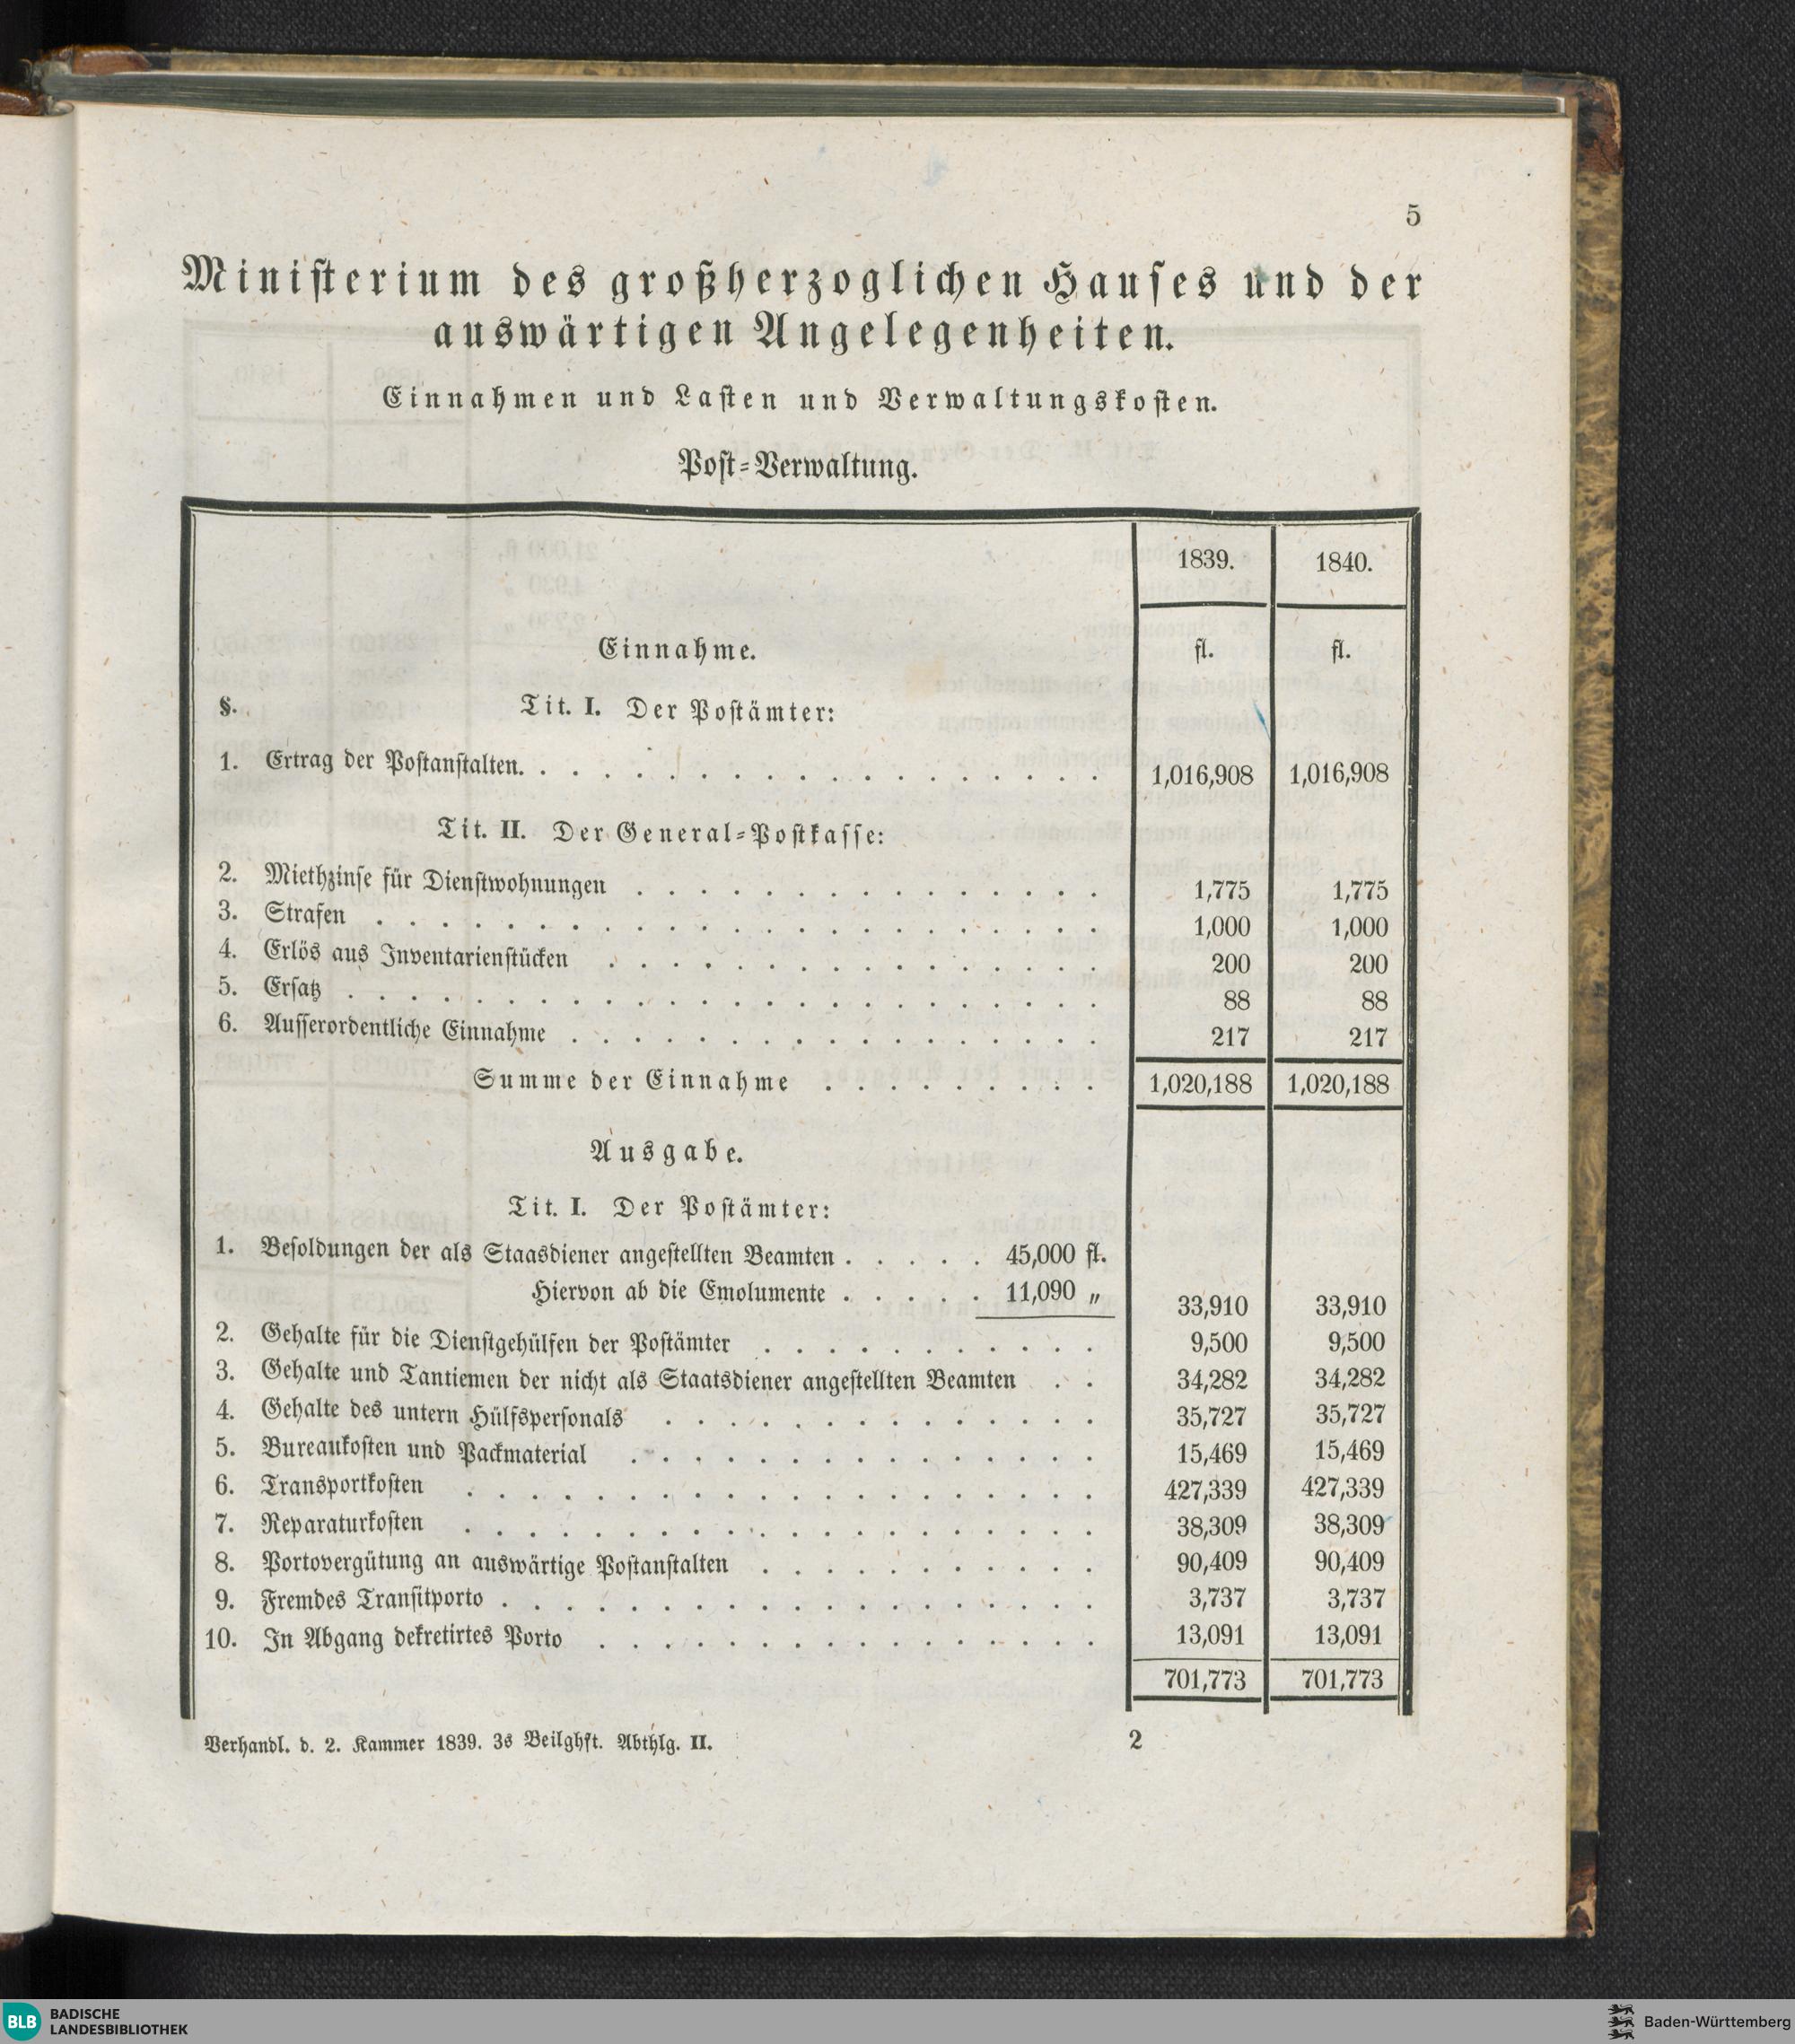 5
Ministerium des großherzoglichen Hauses und der
auswärtigen Angelegenheiten.
Einnahmen und Lasten und Verwaltungskosten.
Post-Verwaltung.
1839. 1840.
Einnahme. fl. fl.
§. Tit. I. Der Postämter:
1. Ertrag der Postanstalten. . . . . . . . . . . . . . . . . . . 1,016,908 1,016,908
Tit. II. Der General-Postkasse:
2. Miethzinse für Dienstwohnungen . . . . . . . . . . . . . . . 1,775 1,775
3. Strafen . . . . . . . . . . . . . . . . . . . . . . . 1,000 1,000
4. Erlös aus Inventarienstücken . . . . . . . . . . . . . . . . 200 200
5. Ersatz . . . . . . . . . . . . . . . . . . . . . . . . 88 88
6. Ausserordentliche Einnahme . . . . . . . . . . . . . . . . . 217 217
Summe der Einnahme . . . . . . . . . 1,020,188 1,020,188
Ausgabe.
Tit. I. Der Postämter:
1. Besoldungen der als Staasdiener angestellten Beamten . . . . . 45,000 fl.
Hiervon ab die Emolumente . . . . . 11,090 „ 33,910 33,910
2. Gehalte für die Dienstgehülfen der Postämter . . . . . . . . . . . 9,500 9,500
3. Gehalte und Tantiemen der nicht als Staatsdiener angestellten Beamten . . 34,282 34,282
4. Gehalte des untern Hülfspersonals . . . . . . . . . . . . . . 35,727 35,727
5. Bureaukosten und Packmaterial . . . . . . . . . . . . . . . 15,469 15,469
6. Transportkosten . . . . . . . . . . . . . . . . . . . . 427,339 427,339
7. Reparaturkosten . . . . . . . . . . . . . . . . . . . . 38,309 38,309
8. Portovergütung an auswärtige Postanstalten . . . . . . . . . . . 90,409 90,409
9. Fremdes Transitporto . . . . . . . . . . . . . . . . . . . 3,737 3,737
10. In Abgang dekretirtes Porto . . . . . . . . . . . . . . . . 13,091 13,091
701,773 701,773
Verhandl. d. 2. Kammer 1839. 3s Beilghft. Abthlg. II. 2
BLB BADISCHE
LANDESBIBLIOTHEK
Baden-Württemberg